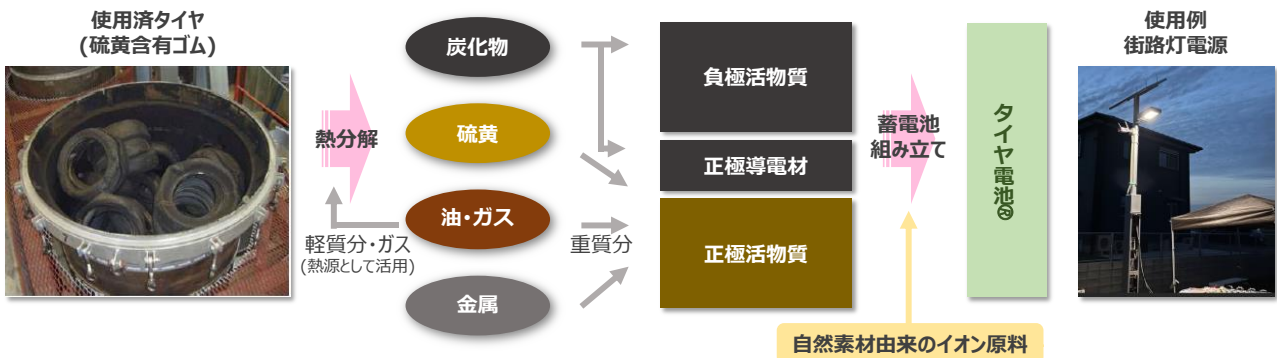 使用済タイヤ
(硫黄含有ゴム)
熱分解
炭化物
硫黄
油・ガス
金属
軽質分・ガス
(熱源として活用)
重質分
負極活物質
正極導電材
正極活物質
蓄電池
組み立て
自然素材由来のイオン原料
タイヤ電池
使用例
街路灯電源